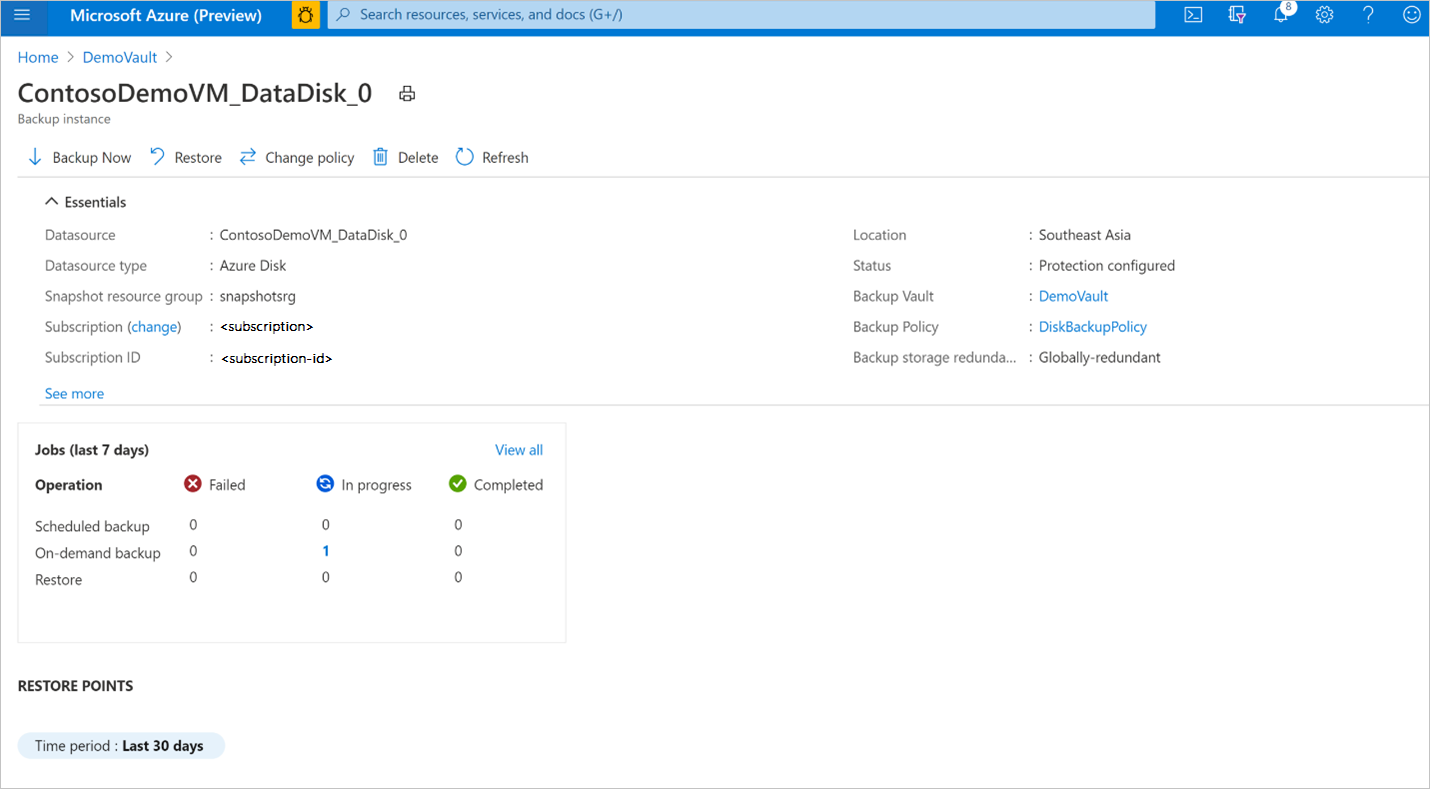 Microsoft Azure (Preview)
Search resources, services, and docs (G+/)
8
Home > DemoVault >
ContosoDemoVM_DataDisk_0
Backup instance
Backup Now Restore Change policy Delete Refresh
Essentials
Datasource : ContosoDemoVM_DataDisk_0
Location : Southeast Asia
Datasource type : Azure Disk
Status : Protection configured
Snapshot resource group : snapshotsrg
Backup Vault : DemoVault
Subscription (change) : <subscription>
Backup Policy : DiskBackupPolicy
Subscription ID : <subscription-id>
Backup storage redunda... : Globally-redundant
See more
Jobs (last 7 days) View all
Operation Failed In progress Completed
Scheduled backup 0 0 0
On-demand backup 0 1 0
Restore 0 0 0
RESTORE POINTS
Time period : Last 30 days